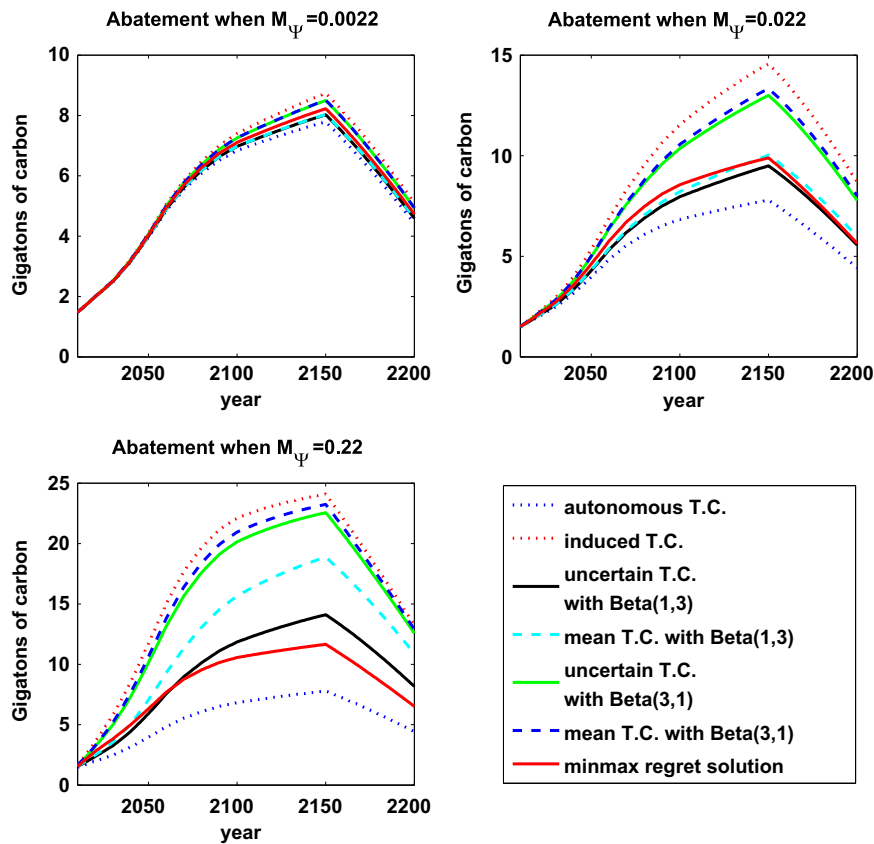 Abatement when MΨ=0.0022
Gigatons of carbon
10
8
6
4
2
0
2050 2100 2150 2200
year
Abatement when MΨ=0.022
Gigatons of carbon
15
10
5
0
2050 2100 2150 2200
year
Abatement when MΨ=0.22
Gigatons of carbon
25
20
15
10
5
0
2050 2100 2150 2200
year
autonomous T.C.
induced T.C.
uncertain T.C.
with Beta(1,3)
mean T.C. with Beta(1,3)
uncertain T.C.
with Beta(3,1)
mean T.C. with Beta(3,1)
minmax regret solution